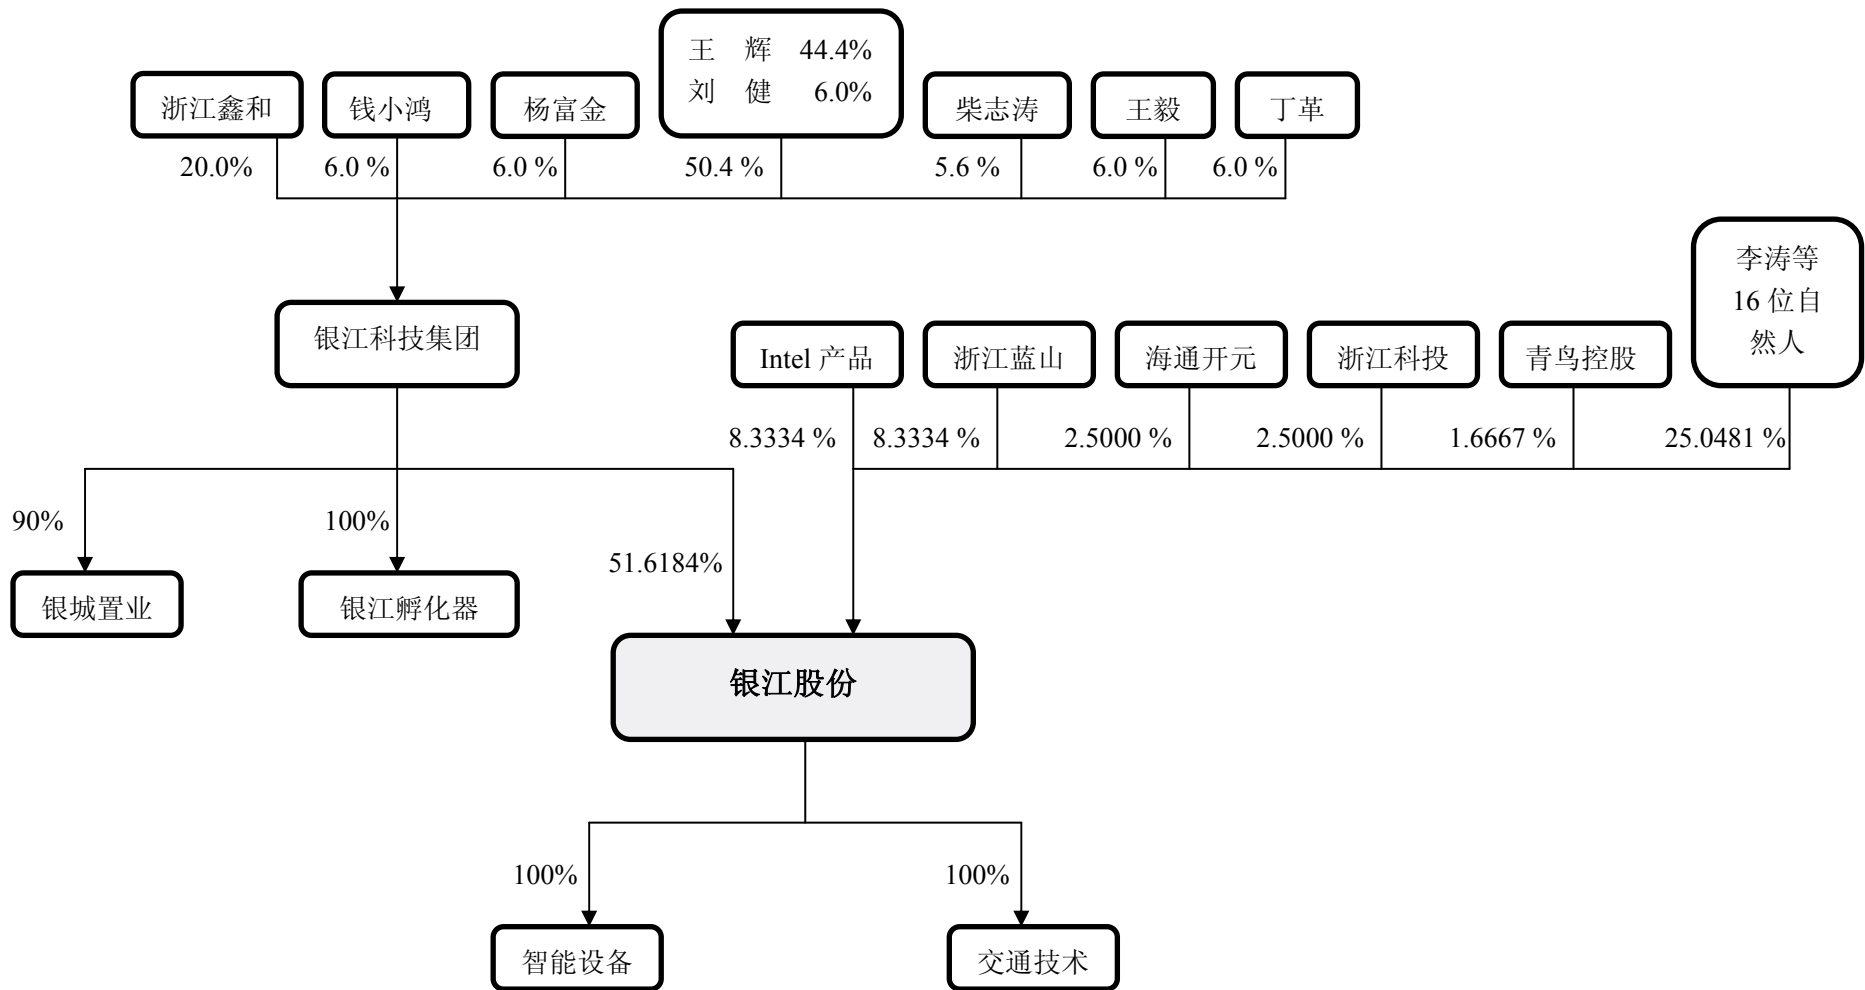 王 辉 44.4%
刘 健 6.0%
浙江鑫和
钱小鸿
杨富金
柴志涛
王毅
丁革
20.0%
6.0 %
6.0 %
50.4 %
5.6 %
6.0 %
6.0 %
李涛等
16 位自
然人
银江科技集团
Intel 产品
浙江蓝山
海通开元
浙江科投
青鸟控股
8.3334 %
8.3334 %
2.5000 %
2.5000 %
1.6667 %
25.0481 %
90%
100%
51.6184%
银城置业
银江孵化器
银江股份
100%
100%
智能设备
交通技术